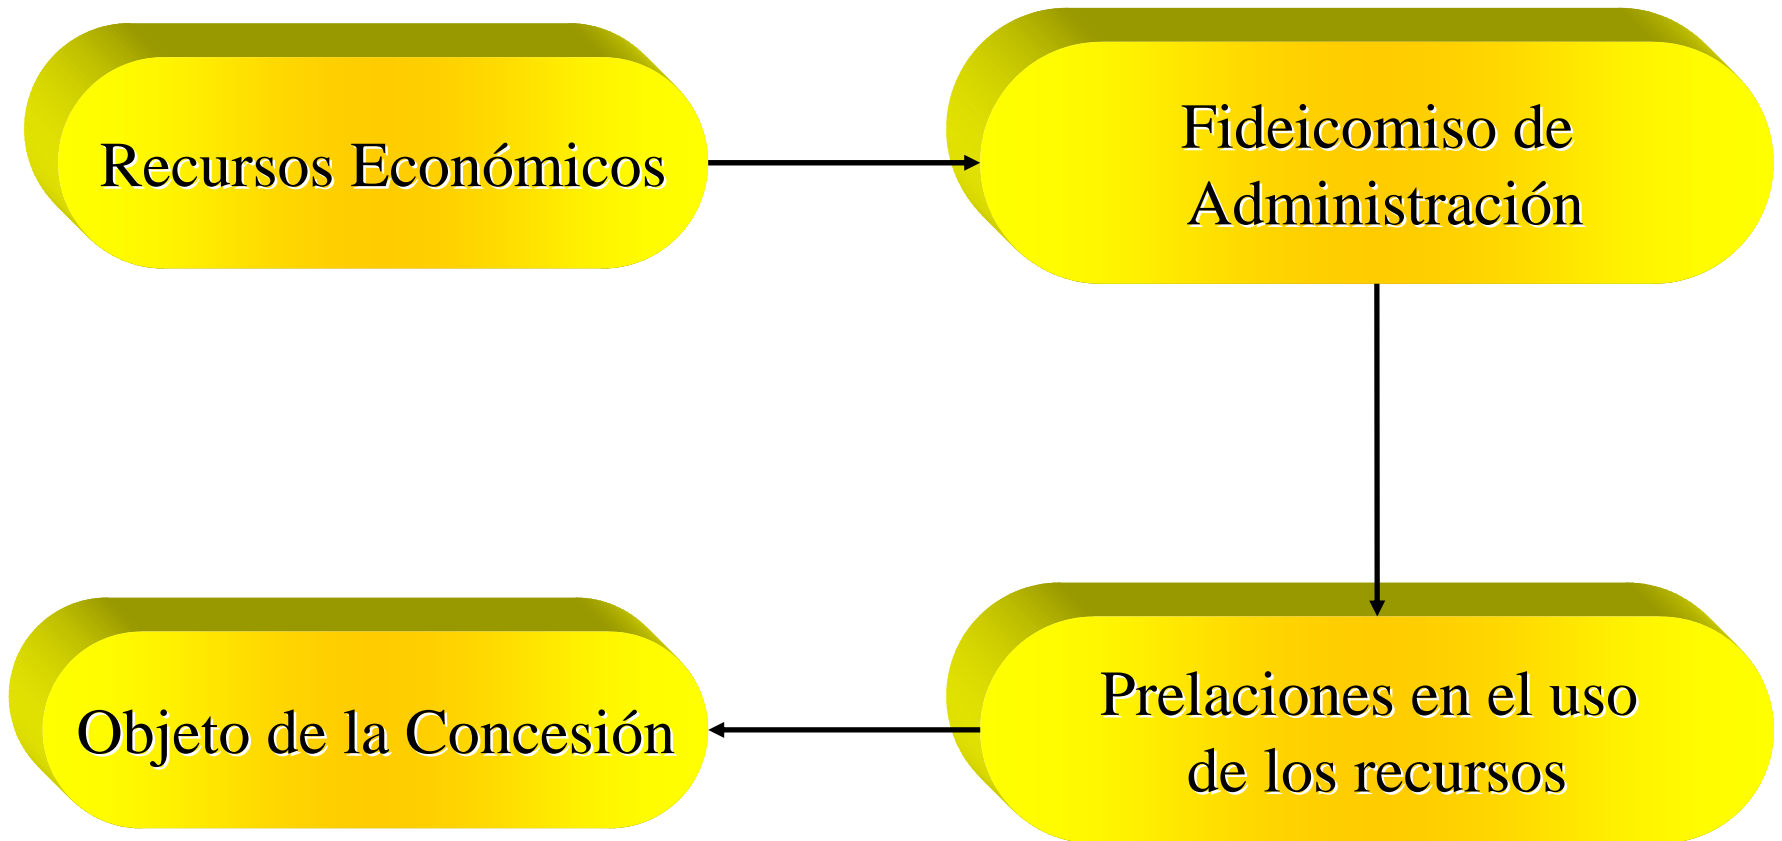 Recursos Económicos
Fideicomiso de
Administración
Prelaciones en el uso
de los recursos
Objeto de la Concesión